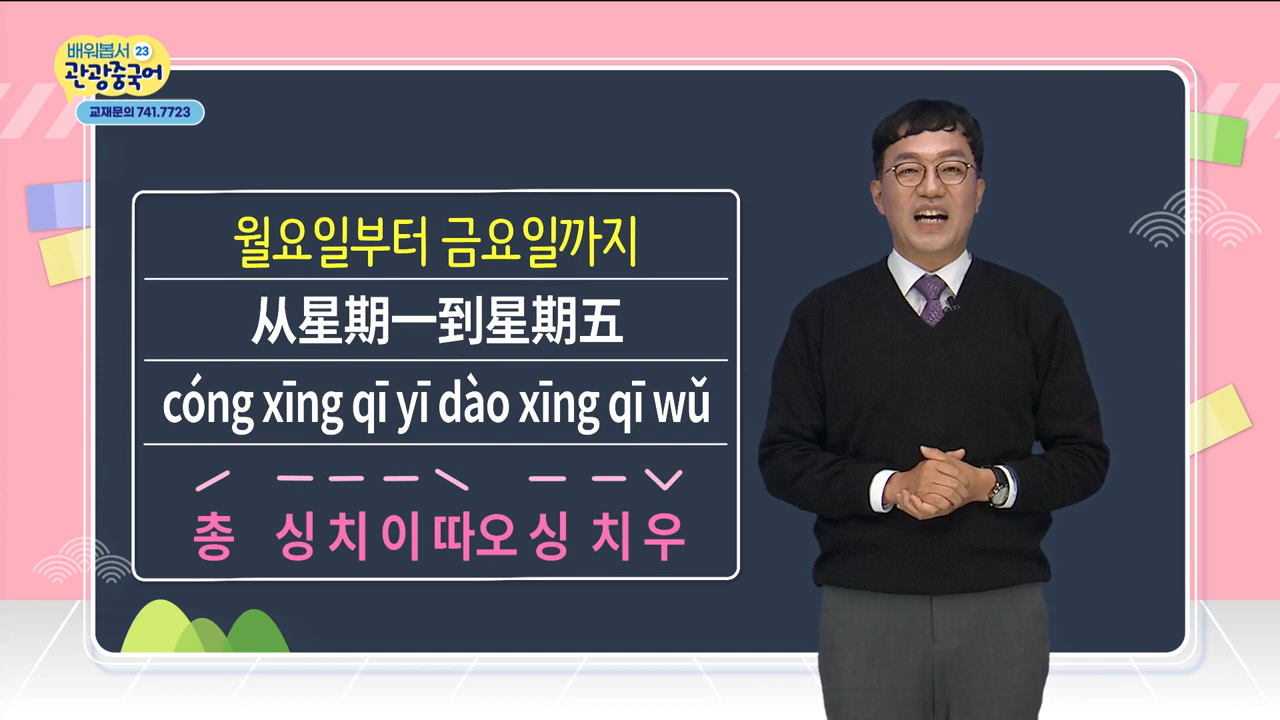 배워봅서 23
관광중국어
교재문의 741.7723
월요일부터 금요일까지
从星期一到星期五
cóng xīng qī yī dào xīng qī wǔ
총 싱 치 이 따오 싱 치 우